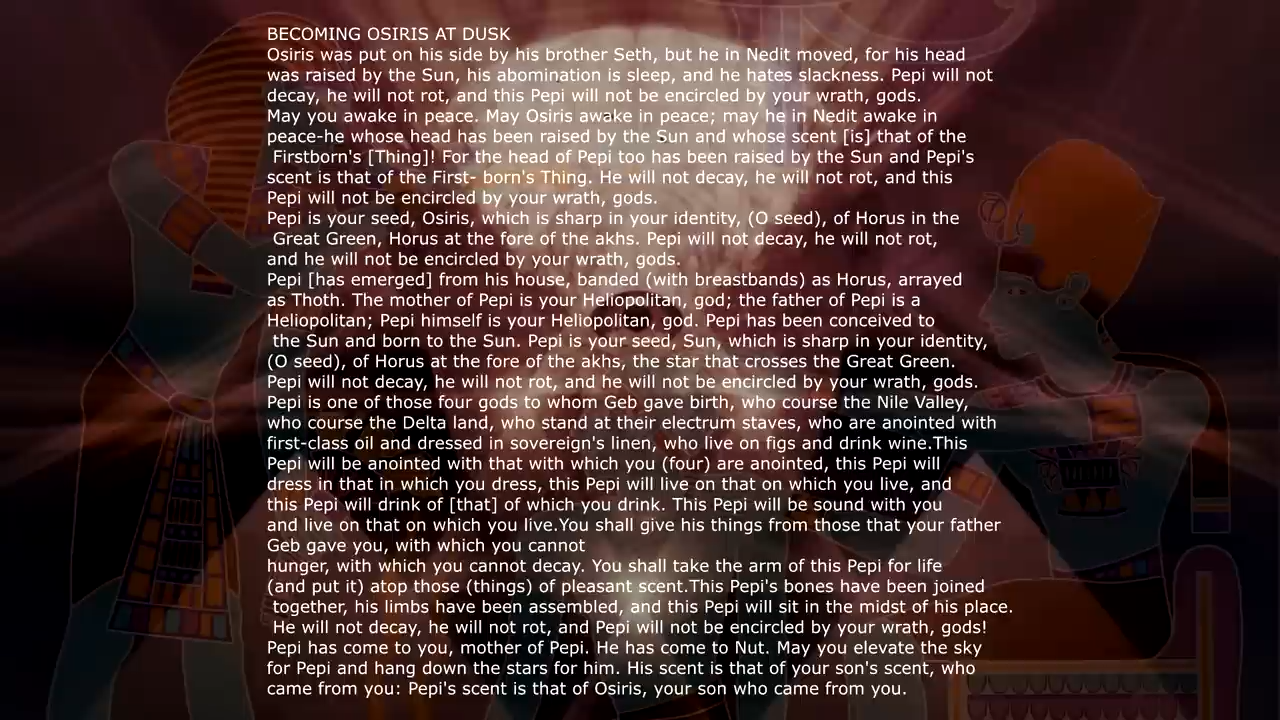 BECOMING OSIRIS AT DUSK
Osiris was put on his side by his brother Seth, but he in Nedit moved, for his head
was raised by the Sun, his abomination is sleep, and he hates slackness. Pepi will not
decay, he will not rot, and this Pepi will not be encircled by your wrath, gods.
May you awake in peace. May Osiris awake in peace; may he in Nedit awake in
peace-he whose head has been raised by the Sun and whose scent [is] that of the
Firstborn's [Thing]! For the head of Pepi too has been raised by the Sun and Pepi's
scent is that of the First- born's Thing. He will not decay, he will not rot, and this
Pepi will not be encircled by your wrath, gods.
Pepi is your seed, Osiris, which is sharp in your identity, (O seed), of Horus in the
Great Green, Horus at the fore of the akhs. Pepi will not decay, he will not rot,
and he will not be encircled by your wrath, gods.
Pepi [has emerged] from his house, banded (with breastbands) as Horus, arrayed
as Thoth. The mother of Pepi is your Heliopolitan, god; the father of Pepi is a
Heliopolitan; Pepi himself is your Heliopolitan, god. Pepi has been conceived to
the Sun and born to the Sun. Pepi is your seed, Sun, which is sharp in your identity,
(O seed), of Horus at the fore of the akhs, the star that crosses the Great Green.
Pepi will not decay, he will not rot, and he will not be encircled by your wrath, gods.
Pepi is one of those four gods to whom Geb gave birth, who course the Nile Valley,
who course the Delta land, who stand at their electrum staves, who are anointed with
first-class oil and dressed in sovereign's linen, who live on figs and drink wine.This
Pepi will be anointed with that with which you (four) are anointed, this Pepi will
dress in that in which you dress, this Pepi will live on that on which you live, and
this Pepi will drink of [that] of which you drink. This Pepi will be sound with you
and live on that on which you live.You shall give his things from those that your father
Geb gave you, with which you cannot
hunger, with which you cannot decay. You shall take the arm of this Pepi for life
(and put it) atop those (things) of pleasant scent.This Pepi's bones have been joined
together, his limbs have been assembled, and this Pepi will sit in the midst of his place.
He will not decay, he will not rot, and Pepi will not be encircled by your wrath, gods!
Pepi has come to you, mother of Pepi. He has come to Nut. May you elevate the sky
for Pepi and hang down the stars for him. His scent is that of your son's scent, who
came from you: Pepi's scent is that of Osiris, your son who came from you.